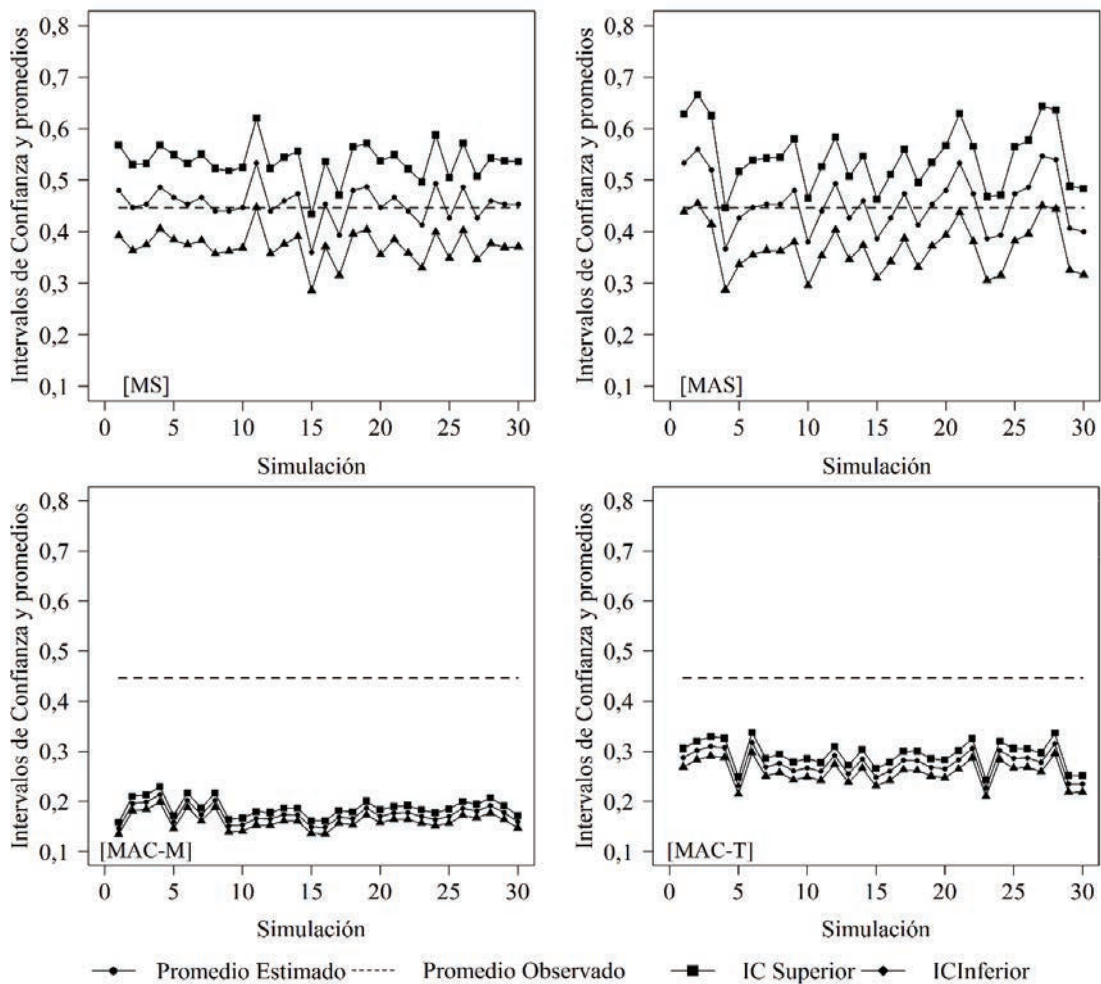 Intervalos de Confianza y promedios
0,8
0,7
0,6
0,5
0,4
0,3
0,2
0,1
[MS]
0 5 10 15 20 25 30
Simulación
Intervalos de Confianza y promedios
0,8
0,7
0,6
0,5
0,4
0,3
0,2
0,1
[MAS]
0 5 10 15 20 25 30
Simulación
Intervalos de Confianza y promedios
0,8
0,7
0,6
0,5
0,4
0,3
0,2
0,1
[MAC-M]
0 5 10 15 20 25 30
Simulación
Intervalos de Confianza y promedios
0,8
0,7
0,6
0,5
0,4
0,3
0,2
0,1
[MAC-T]
0 5 10 15 20 25 30
Simulación
Promedio Estimado Promedio Observado IC Superior ICInferior